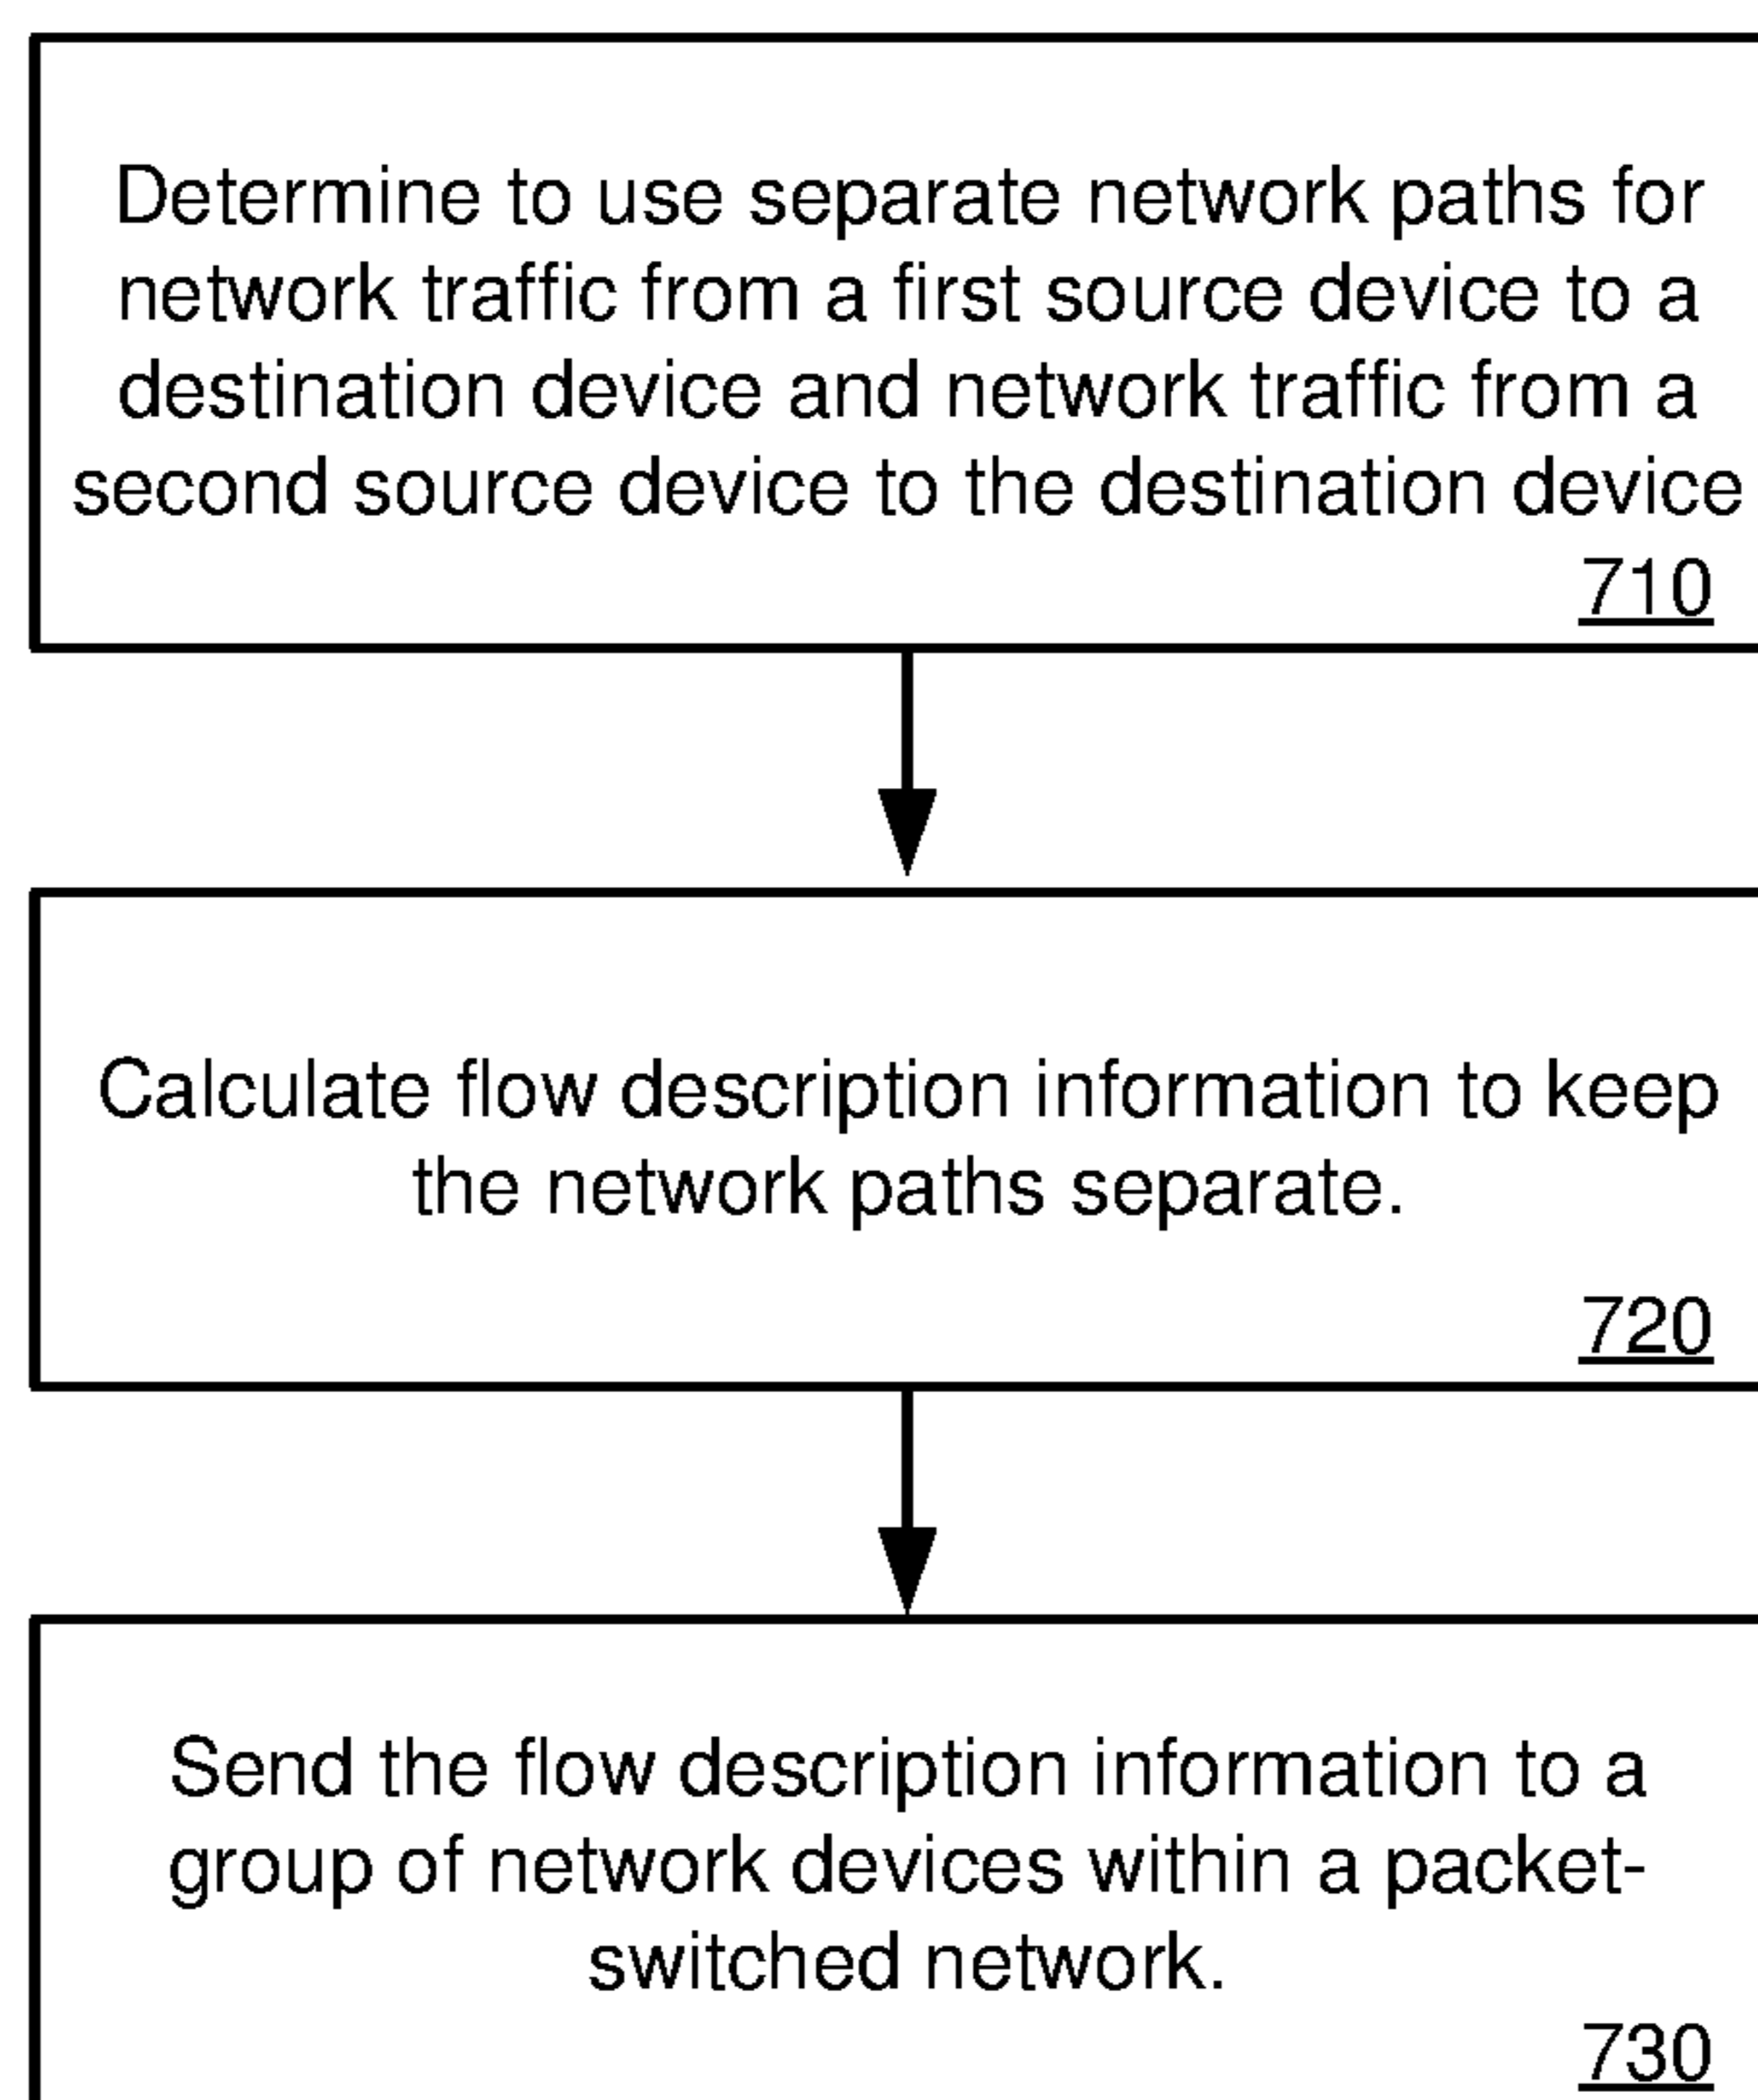 Determine to use separate network paths for
network traffic from a first source device to a
destination device and network traffic from a
second source device to the destination device
710
Calculate flow description information to keep
the network paths separate.
720
Send the flow description information to a
group of network devices within a packet-
switched network.
730